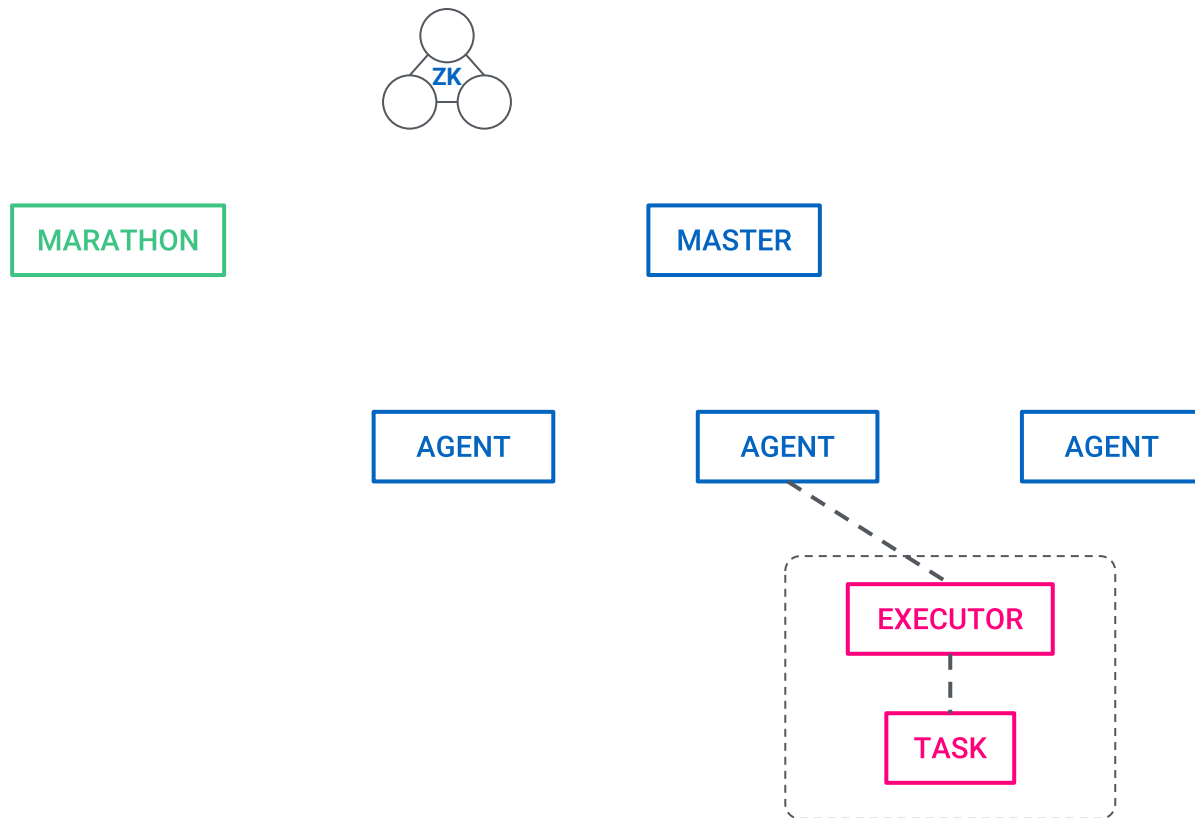 ZK
MARATHON
MASTER
AGENT
AGENT
AGENT
EXECUTOR
TASK